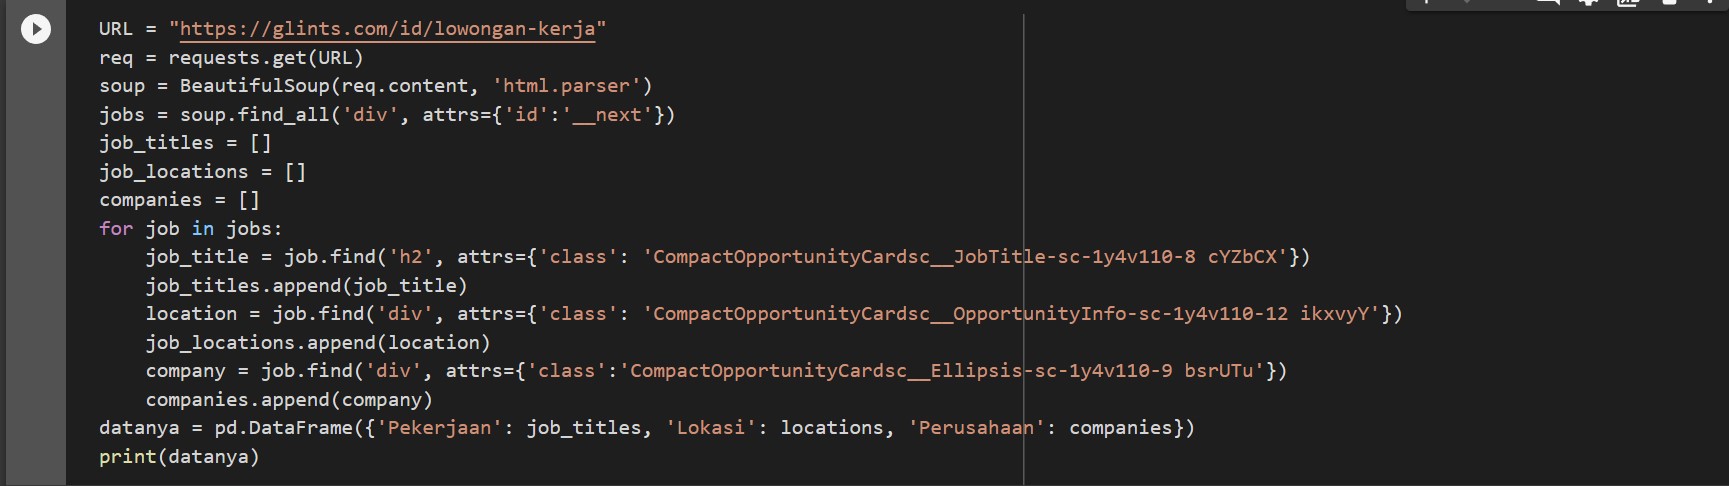 URL = "https://glints.com/id/lowongan-kerja"
req = requests.get(URL)
soup = BeautifulSoup(req.content, 'html.parser')
jobs = soup.find_all('div', attrs={'id':'__next'})
job_titles = []
job_locations = []
companies = []
for job in jobs:
    job_title = job.find('h2', attrs={'class': 'CompactOpportunityCardsc__JobTitle-sc-1y4v110-8 cYZbCX'})
    job_titles.append(job_title)
    location = job.find('div', attrs={'class': 'CompactOpportunityCardsc__OpportunityInfo-sc-1y4v110-12 ikxvyY'})
    job_locations.append(location)
    company = job.find('div', attrs={'class':'CompactOpportunityCardsc__Ellipsis-sc-1y4v110-9 bsrUTu'})
    companies.append(company)
datanya = pd.DataFrame({'Pekerjaan': job_titles, 'Lokasi': locations, 'Perusahaan': companies})
print(datanya)